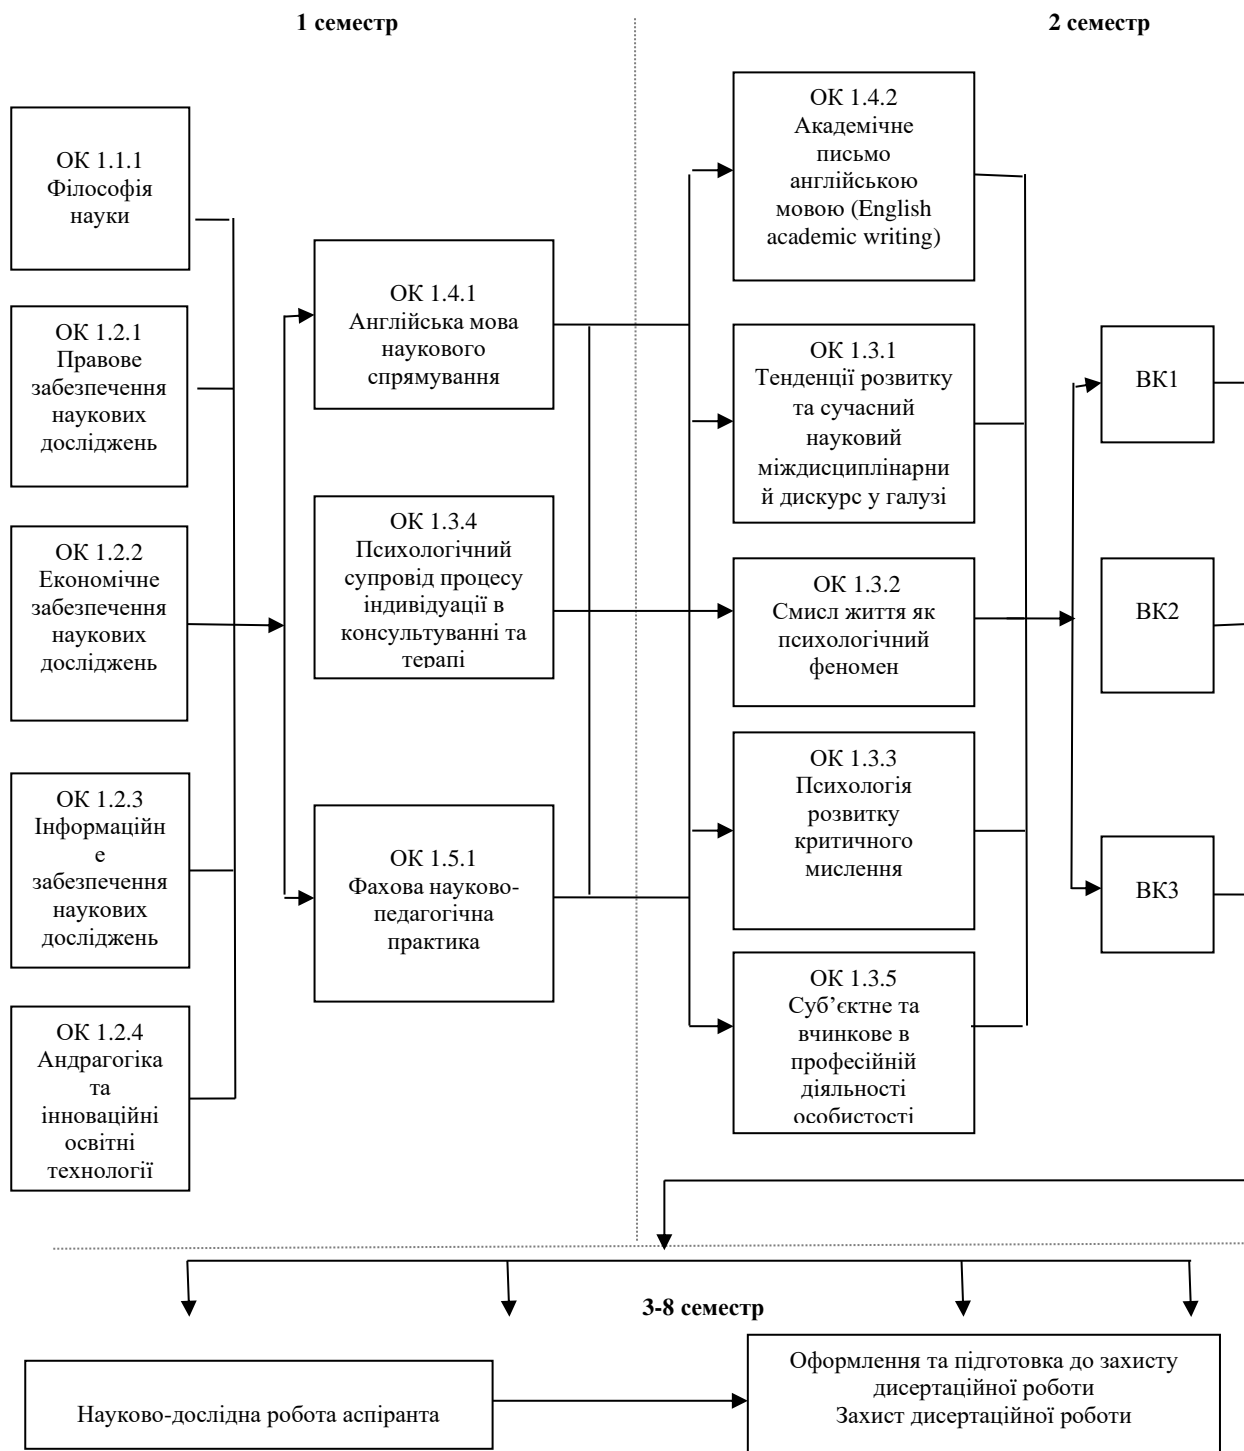 1 семестр
2 семестр
ОК 1.1.1
Філософія
науки
ОК 1.2.1
Правове
забезпечення
наукових
досліджень
ОК 1.2.2
Економічне
забезпечення
наукових
досліджень
ОК 1.2.3
Інформаційн
е
забезпечення
наукових
досліджень
ОК 1.2.4
Андрагогіка
та
інноваційні
освітні
технології
ОК 1.4.1
Англійська мова
наукового
спрямування
ОК 1.3.4
Психологічний
супровід процесу
індивідуації в
консультуванні та
терапі
ОК 1.5.1
Фахова науково-
педагогічна
практика
ОК 1.4.2
Академічне
письмо
англійською
мовою (English
academic writing)
ОК 1.3.1
Тенденції розвитку
та сучасний
науковий
міждисциплінарни
й дискурс у галузі
ОК 1.3.2
Смисл життя як
психологічний
феномен
ОК 1.3.3
Психологія
розвитку
критичного
мислення
ОК 1.3.5
Суб’єктне та
вчинкове в
професійній
діяльності
особистості
ВК1
ВК2
ВК3
3-8 семестр
Науково-дослідна робота аспіранта
Оформлення та підготовка до захисту
дисертаційної роботи
Захист дисертаційної роботи